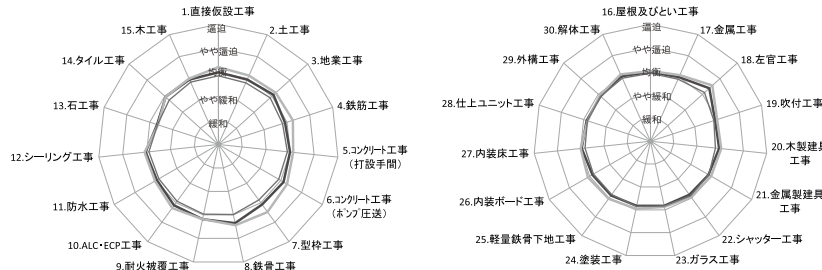 1.直接仮設工事
2.土工事
3.地業工事
4.鉄筋工事
5.コンクリート工事
(打設手間)
6.コンクリート工事
(ポンプ圧送)
7.型枠工事
8.鉄骨工事
9.耐火被覆工事
10.ALC・ECP工事
11.防水工事
12.シーリング工事
13.石工事
14.タイル工事
15.木工事
逼迫
やや逼迫
均衡
やや緩和
緩和
16.屋根及びとい工事
17.金属工事
18.左官工事
19.吹付工事
20.木製建具
工事
21.金属製建具
工事
22.シャッター工事
23.ガラス工事
24.塗装工事
25.軽量鉄骨下地工事
26.内装ボード工事
27.内装床工事
28.仕上ユニット工事
29.外構工事
30.解体工事
逼迫
やや逼迫
均衡
やや緩和
緩和